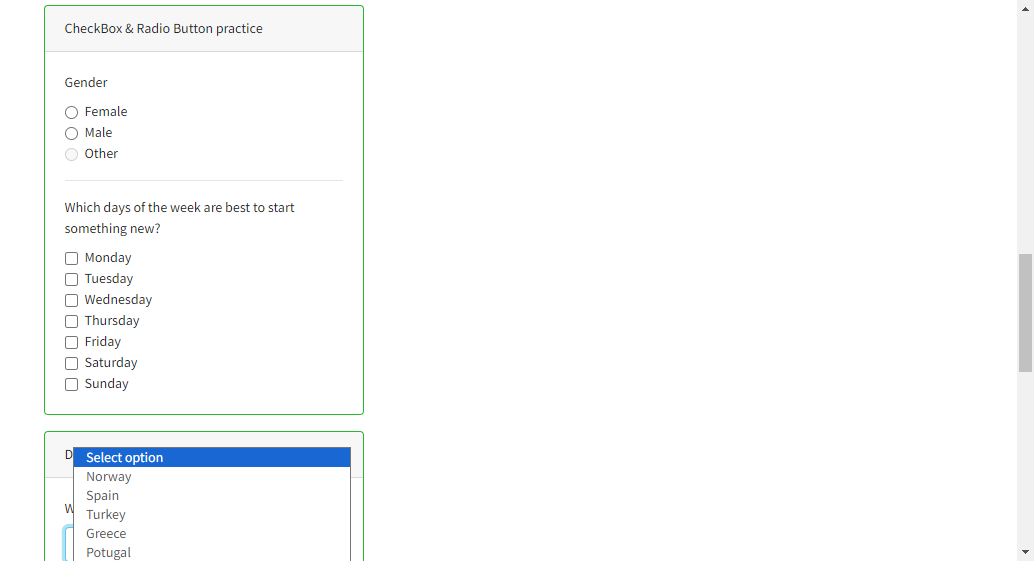 CheckBox & Radio Button practice
Gender
Female
Male
Other
Which days of the week are best to start
something new?
Monday
Tuesday
Wednesday
Thursday
Friday
Saturday
Sunday
Select option
Norway
Spain
Turkey
Greece
Potugal